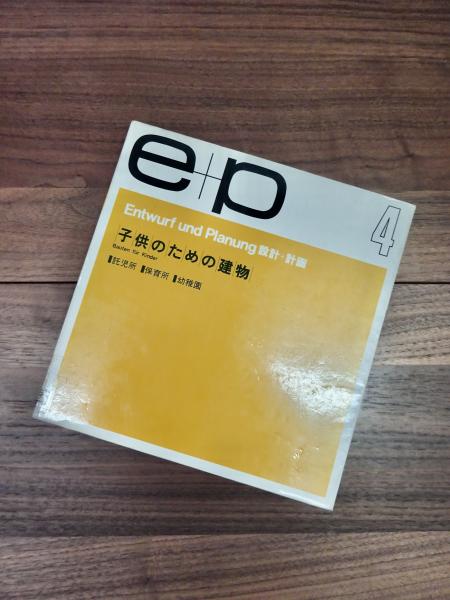 e+p
4
Entwurf und Planung 設計・計画
子供のための建物
Bauten für Kinder
託児所 保育所 幼稚園